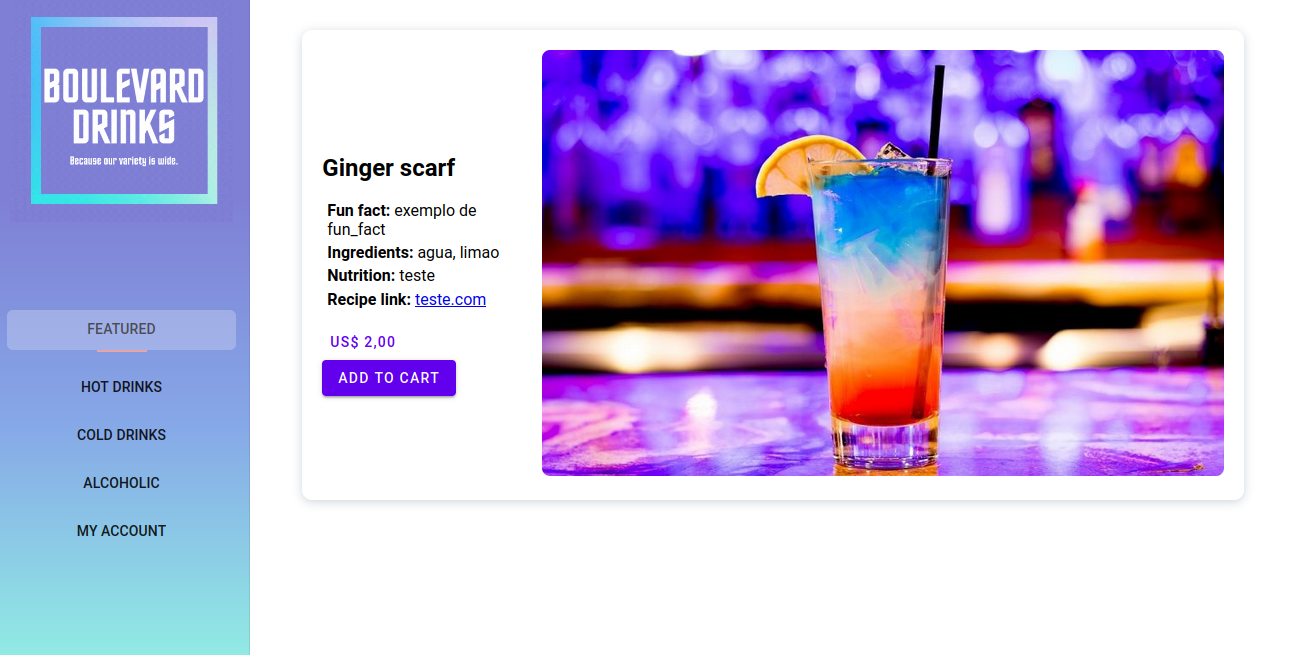 BOULEVARD
DRINKS
Because our variety is wide.
FEATURED
HOT DRINKS
COLD DRINKS
ALCOHOLIC
MY ACCOUNT
Ginger scarf
Fun fact: exemplo de
fun_fact
Ingredients: agua, limao
Nutrition: teste
Recipe link: teste.com
US$ 2,00
ADD TO CART